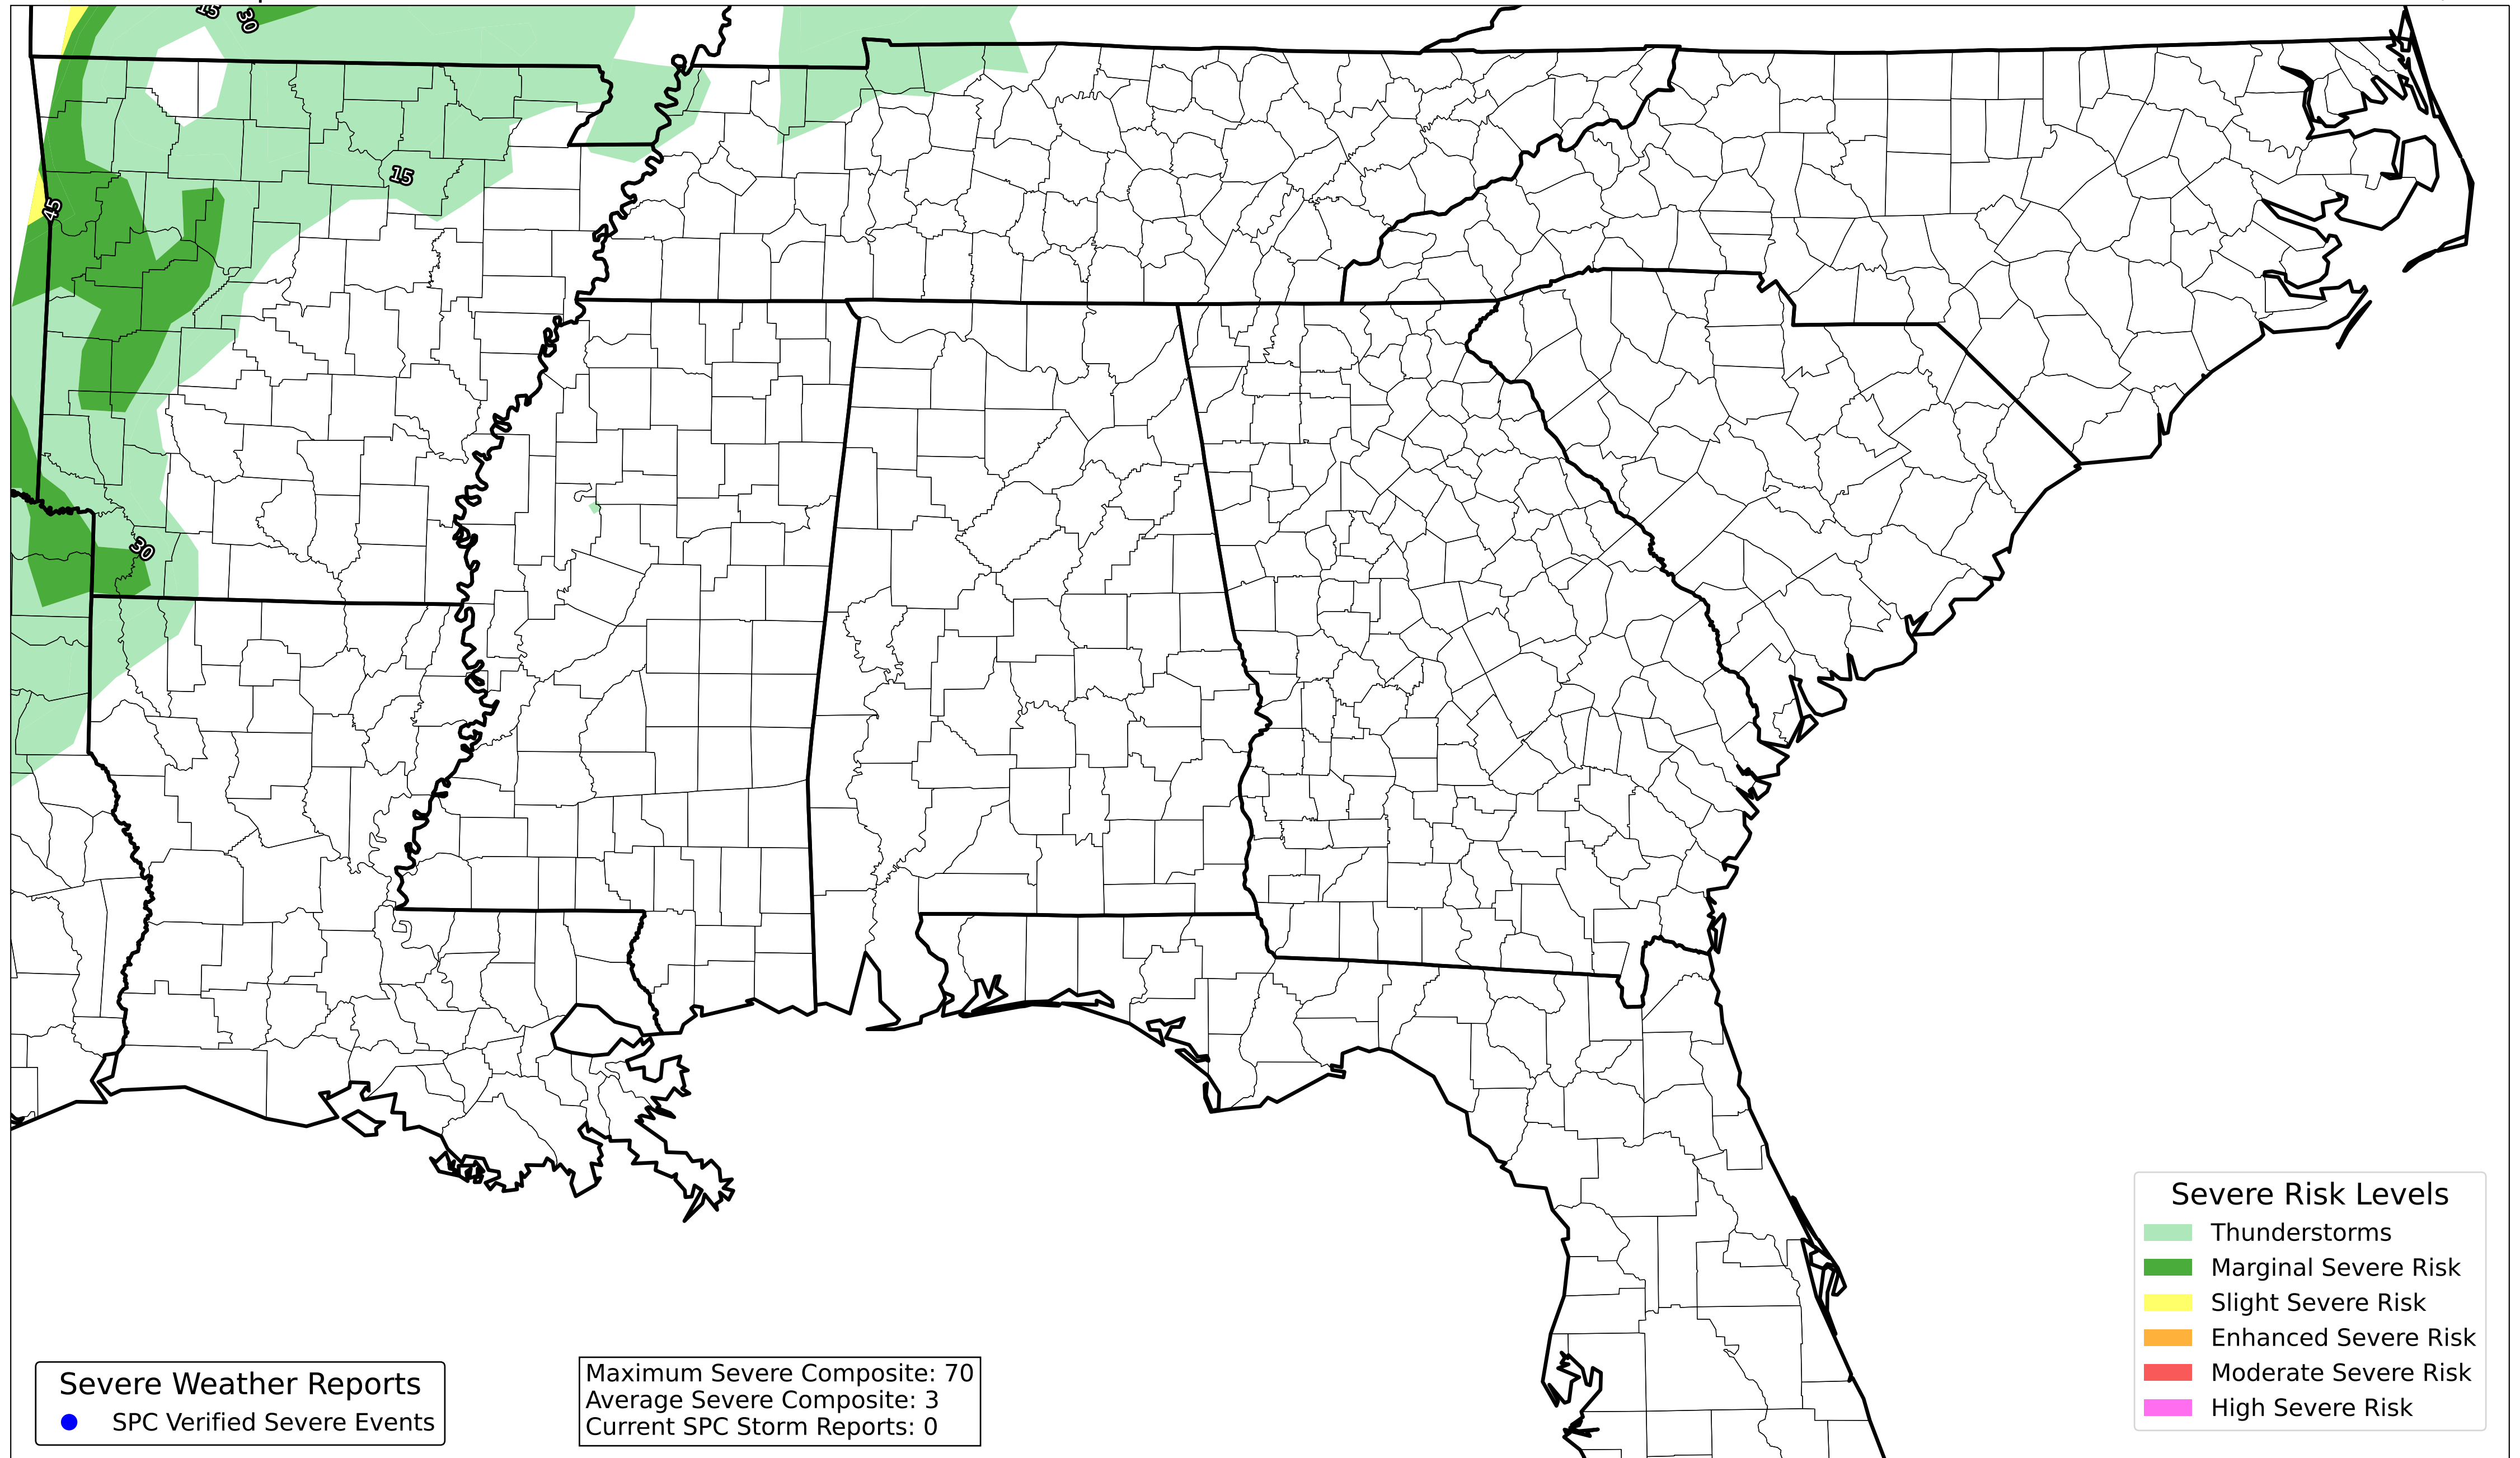 15
30
15
45
30
Severe Risk Levels
Thunderstorms
Marginal Severe Risk
Slight Severe Risk
Enhanced Severe Risk
Moderate Severe Risk
High Severe Risk
Maximum Severe Composite: 70
Average Severe Composite: 3
Current SPC Storm Reports: 0
Severe Weather Reports
SPC Verified Severe Events